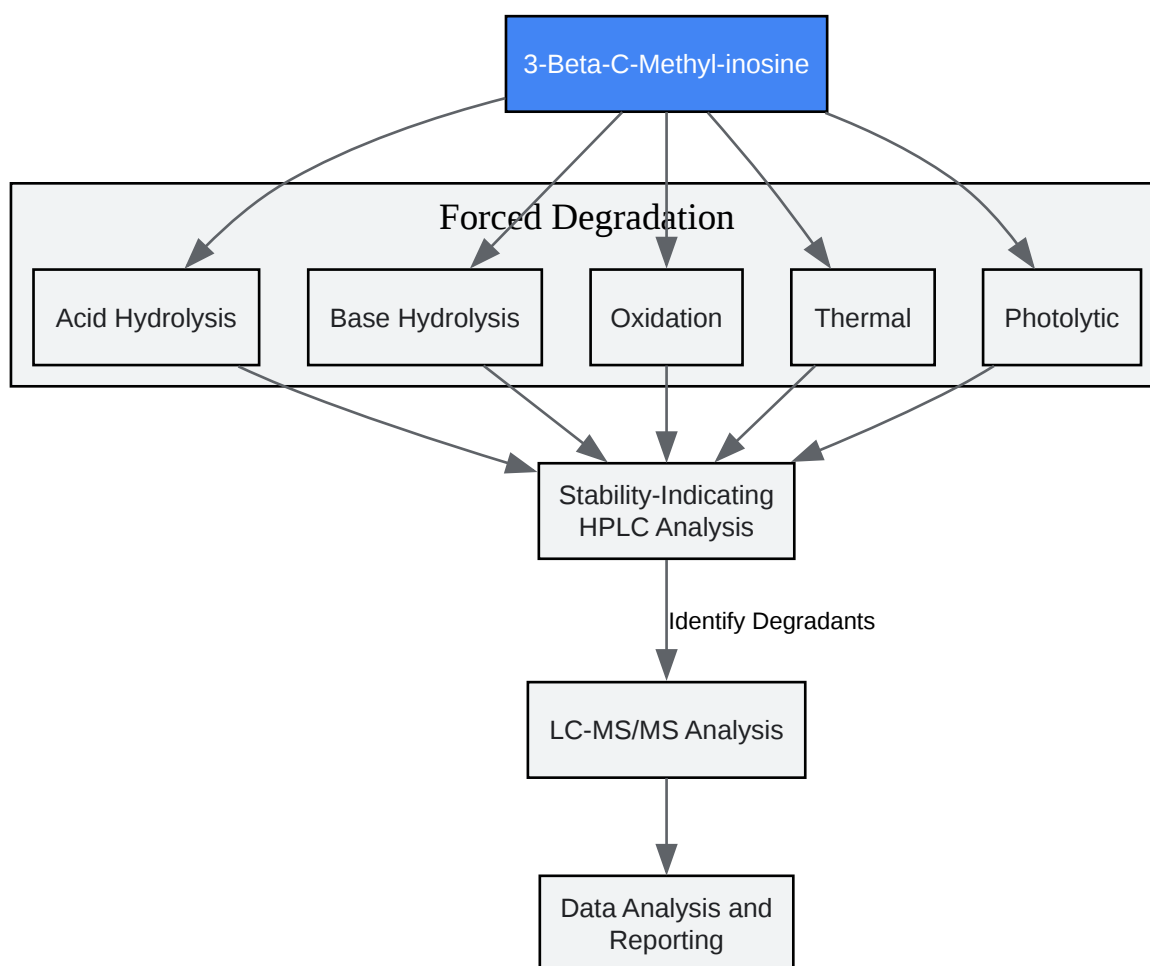 3-Beta-C-Methyl-inosine
Forced Degradation
Acid Hydrolysis
Base Hydrolysis
Oxidation
Thermal
Photolytic
Stability-Indicating
HPLC Analysis
Identify Degradants
LC-MS/MS Analysis
Data Analysis and
Reporting